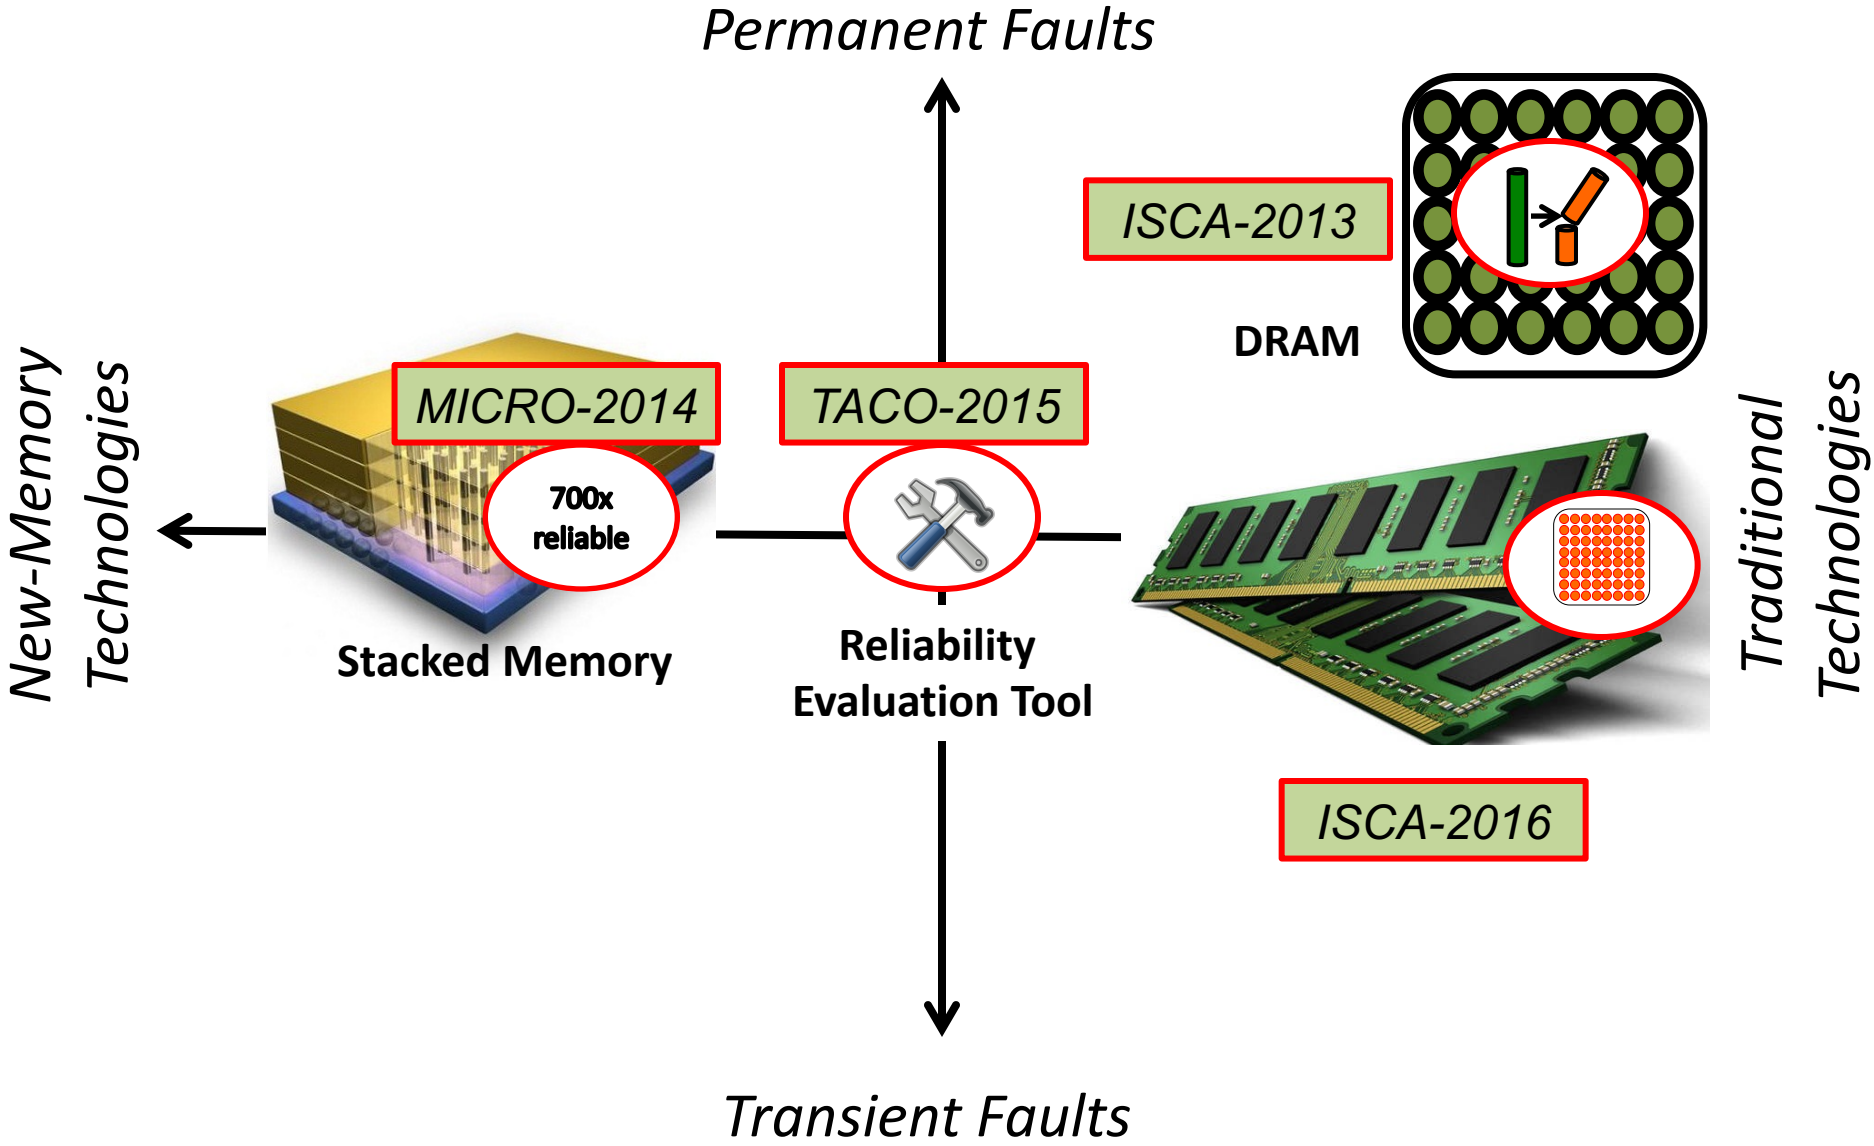 Permanent Faults
ISCA-2013
DRAM
New-Memory
Technologies
MICRO-2014
700x
reliable
Stacked Memory
TACO-2015
Reliability
Evaluation Tool
Traditional
Technologies
ISCA-2016
Transient Faults